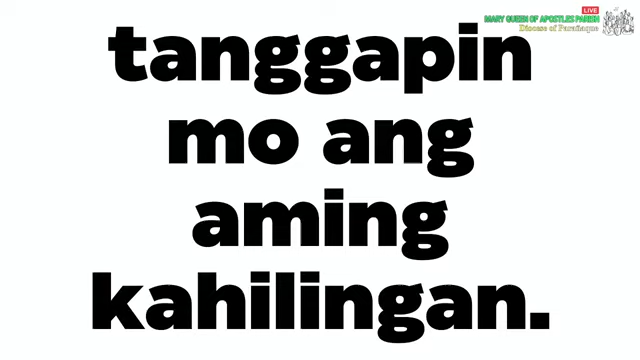 LIVE
MARY QUEEN OF APOSTLES PARISH
Diocese of Parañaque
tanggapin
mo ang
aming
kahilingan.